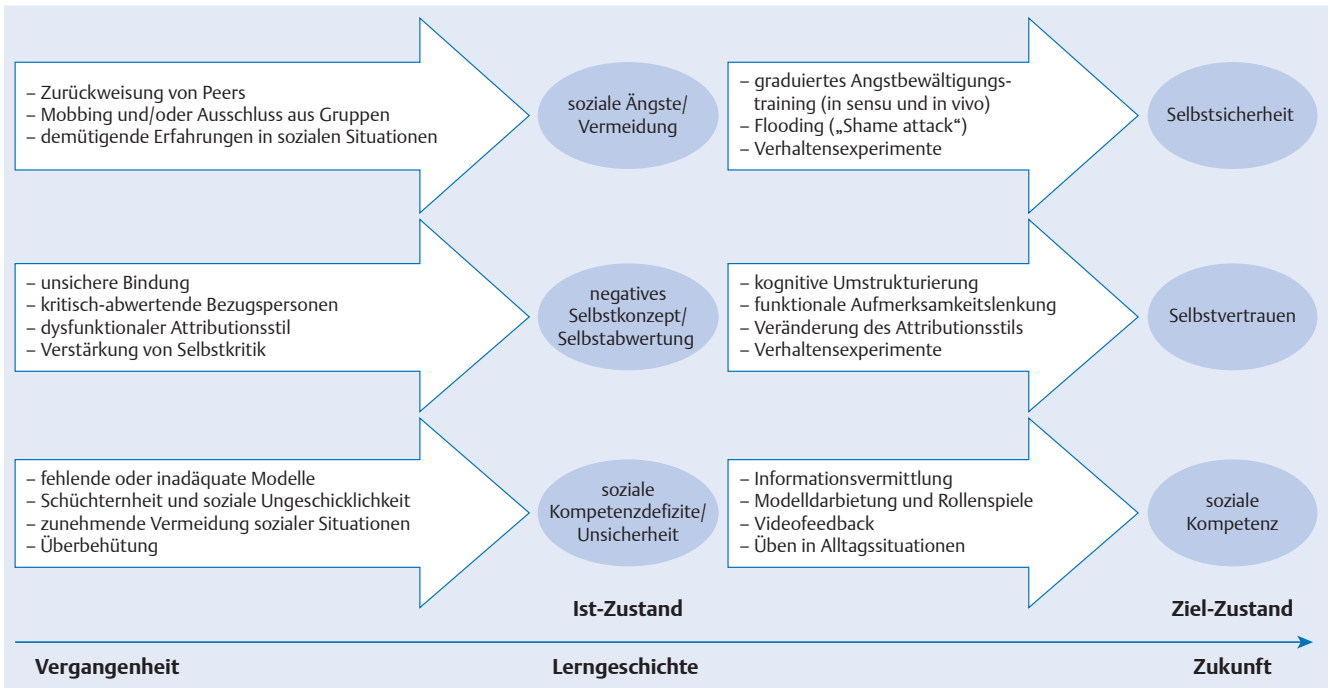 – Zurückweisung von Peers
– Mobbing und/oder Ausschluss aus Gruppen
– demütigende Erfahrungen in sozialen Situationen
soziale Ängste/
Vermeidung
– graduiertes Angstbewältigungs-
training (in sensu und in vivo)
– Flooding („Shame attack“)
– Verhaltensexperimente
Selbstsicherheit
– unsichere Bindung
– kritisch-abwertende Bezugspersonen
– dysfunktionaler Attributionsstil
– Verstärkung von Selbstkritik
negatives
Selbstkonzept/
Selbstabwertung
– kognitive Umstrukturierung
– funktionale Aufmerksamkeitslenkung
– Veränderung des Attributionsstils
– Verhaltensexperimente
Selbstvertrauen
– fehlende oder inadäquate Modelle
– Schüchternheit und soziale Ungeschicklichkeit
– zunehmende Vermeidung sozialer Situationen
– Überbehütung
soziale
Kompetenzdefizite/
Unsicherheit
– Informationsvermittlung
– Modelldarbietung und Rollenspiele
– Videofeedback
– Üben in Alltagssituationen
soziale
Kompetenz
Ist-Zustand
Ziel-Zustand
Vergangenheit
Lerngeschichte
Zukunft